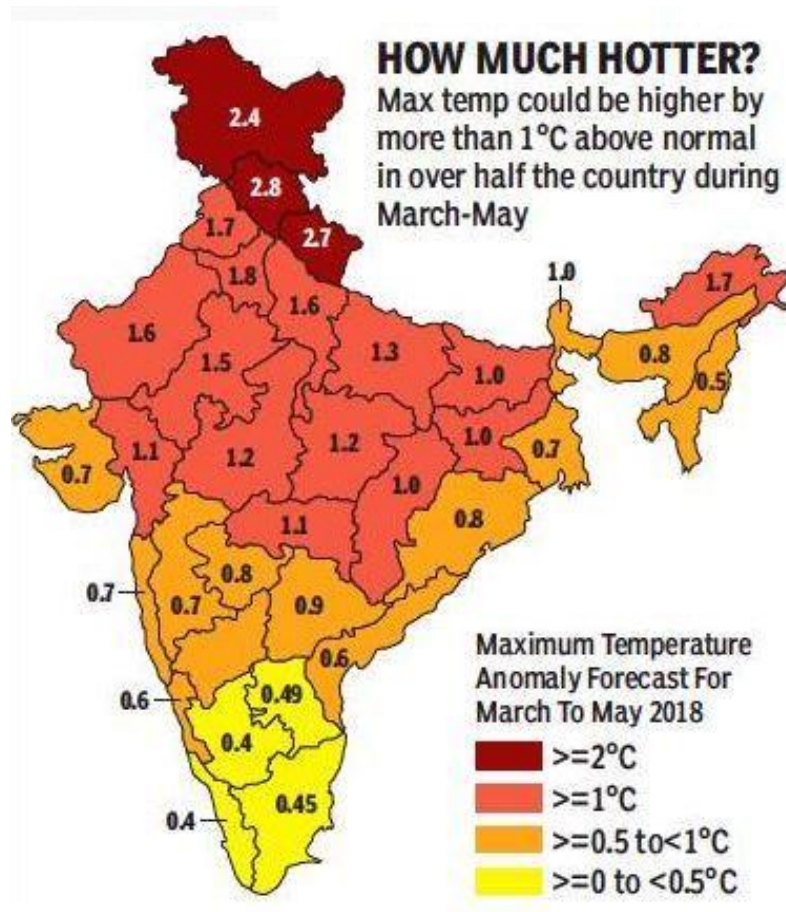 HOW MUCH HOTTER?
Max temp could be higher by
more than 1°C above normal
in over half the country during
March-May
2.4
2.8
2.7
1.7
1.8
1.6
1.6
1.5
1.3
1.0
1.0
1.7
0.8
0.5
0.7
1.1
1.2
1.2
1.0
0.7
1.0
0.8
1.1
0.8
0.7
0.7
0.9
0.6
0.6
0.49
0.4
0.45
0.4
Maximum Temperature
Anomaly Forecast For
March To May 2018
>=2°C
>=1°C
>=0.5 to<1°C
>=0 to <0.5°C